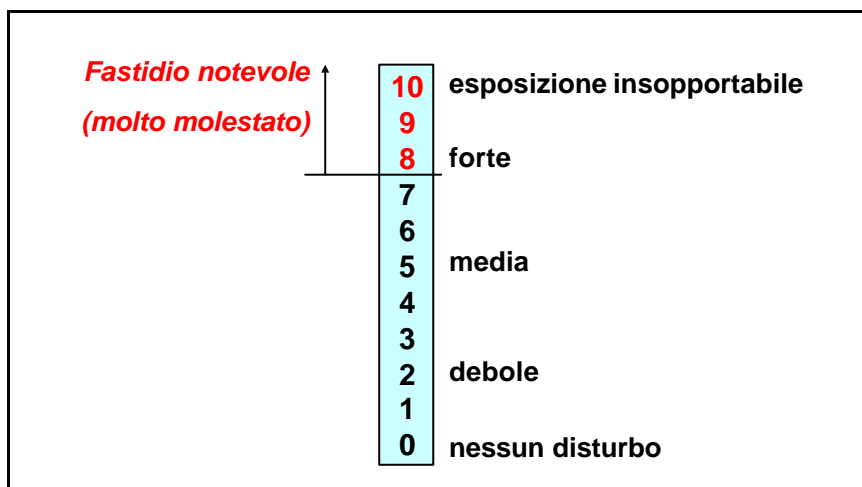 Fastidio notevole
(molto molestato)
10 esposizione insopportabile
9
8 forte
7
6
5 media
4
3
2 debole
1
0 nessun disturbo